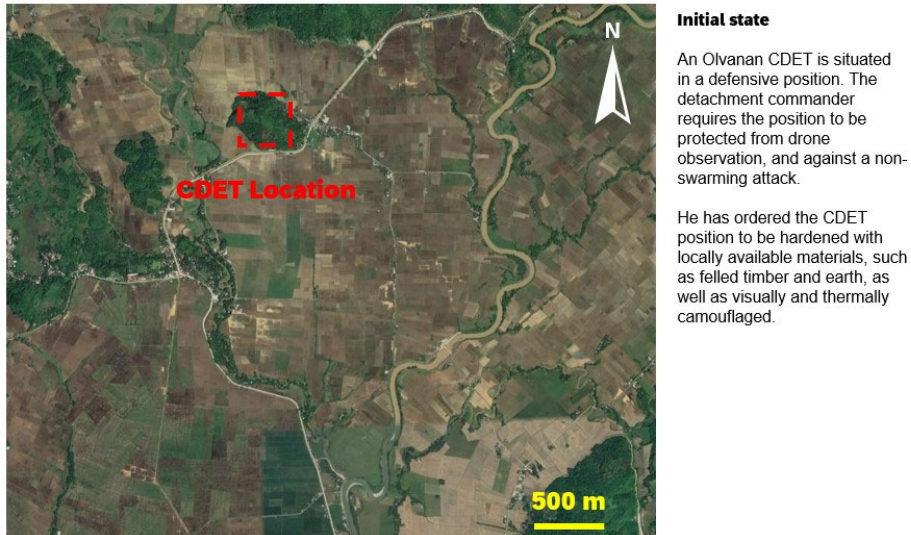 N
CDET Location
500 m
Initial state
An Olvanan CDET is situated
in a defensive position. The
detachment commander
requires the position to be
protected from drone
observation, and against a non-
swarming attack.
He has ordered the CDET
position to be hardened with
locally available materials, such
as felled timber and earth, as
well as visually and thermally
camouflaged.